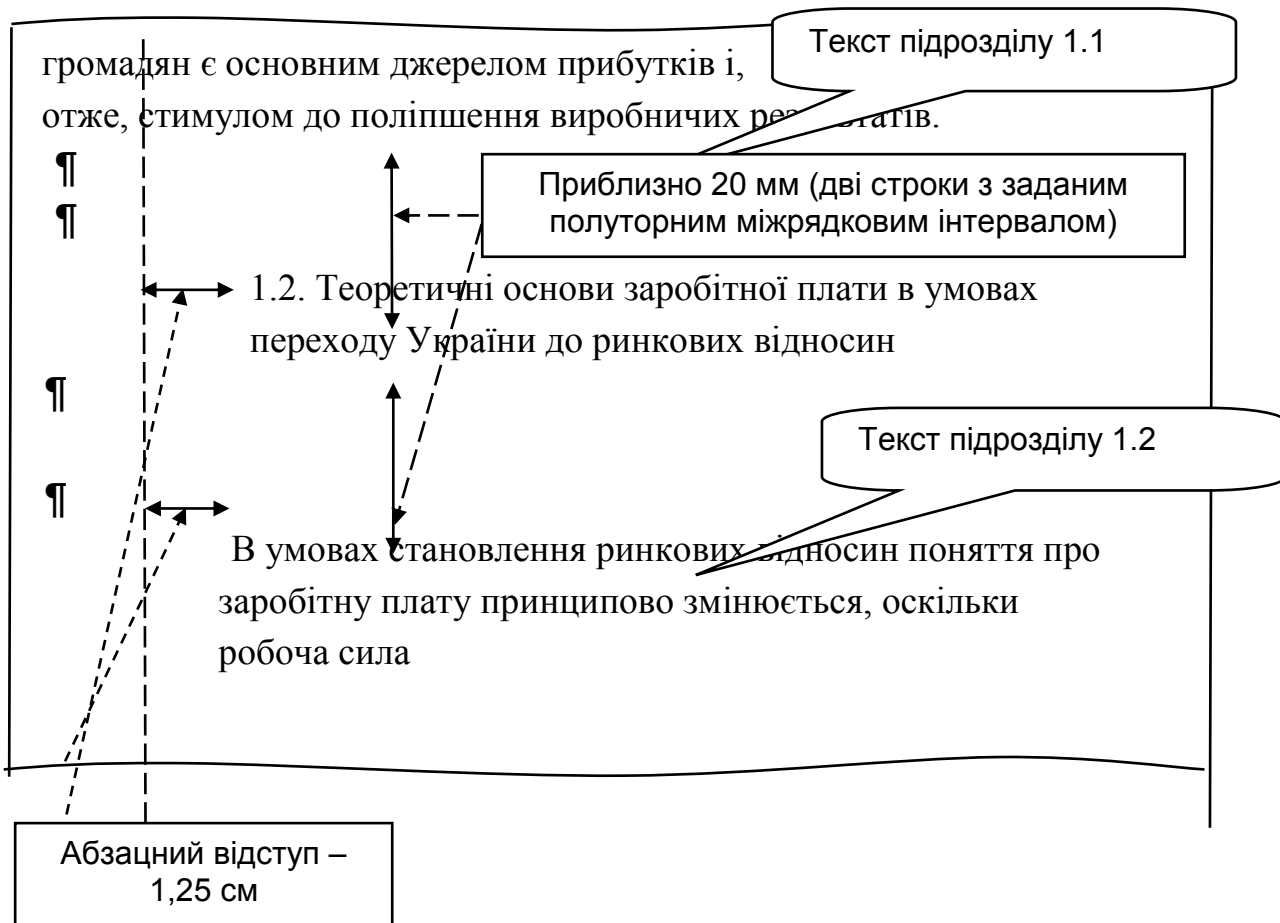 Текст підрозділу 1.1
громадян є основним джерелом прибутків і,
отже, стимулом до поліпшення виробничих результатів.
¶
¶
Приблизно 20 мм (дві строки з заданим
полуторним міжрядковим інтервалом)
1.2. Теоретичні основи заробітної плати в умовах
переходу України до ринкових відносин
¶
Текст підрозділу 1.2
¶
В умовах становлення ринкових відносин поняття про
заробітну плату принципово змінюється, оскільки
робоча сила
Абзацний відступ –
1,25 см